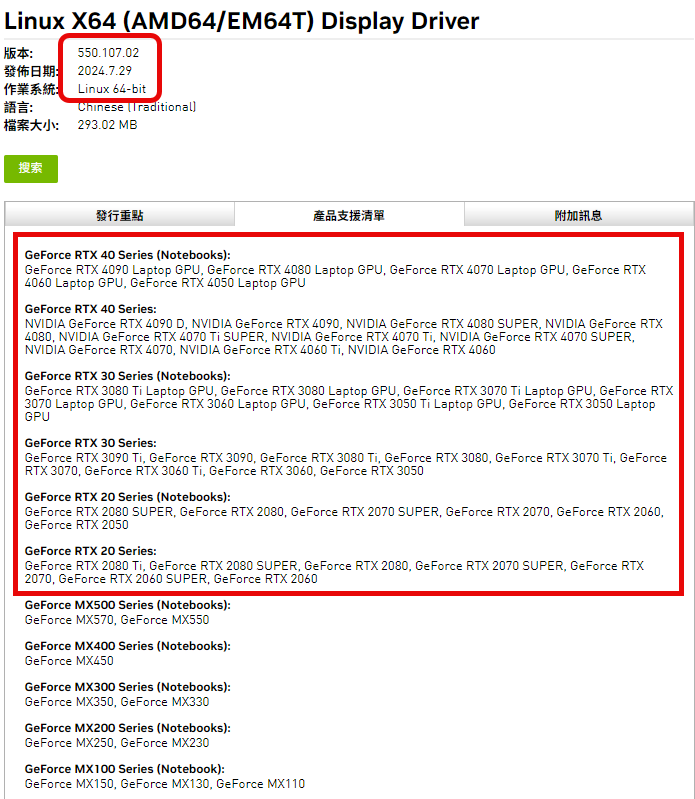 Linux X64 (AMD64/EM64T) Display Driver
版本: 550.107.02
發佈日期: 2024.7.29
作業系統: Linux 64-bit
語言: Chinese (Traditional)
檔案大小: 293.02 MB
搜索
發行重點 產品支援清單 附加訊息
GeForce RTX 40 Series (Notebooks):
GeForce RTX 4090 Laptop GPU, GeForce RTX 4080 Laptop GPU, GeForce RTX 4070 Laptop GPU, GeForce RTX
4060 Laptop GPU, GeForce RTX 4050 Laptop GPU
GeForce RTX 40 Series:
NVIDIA GeForce RTX 4090 D, NVIDIA GeForce RTX 4090, NVIDIA GeForce RTX 4080 SUPER, NVIDIA GeForce RTX
4080, NVIDIA GeForce RTX 4070 Ti SUPER, NVIDIA GeForce RTX 4070 Ti, NVIDIA GeForce RTX 4070 SUPER,
NVIDIA GeForce RTX 4070, NVIDIA GeForce RTX 4060 Ti, NVIDIA GeForce RTX 4060
GeForce RTX 30 Series (Notebooks):
GeForce RTX 3080 Ti Laptop GPU, GeForce RTX 3080 Laptop GPU, GeForce RTX 3070 Ti Laptop GPU, GeForce RTX
3070 Laptop GPU, GeForce RTX 3060 Laptop GPU, GeForce RTX 3050 Ti Laptop GPU, GeForce RTX 3050 Laptop
GPU
GeForce RTX 30 Series:
GeForce RTX 3090 Ti, GeForce RTX 3090, GeForce RTX 3080 Ti, GeForce RTX 3080, GeForce RTX 3070 Ti, GeForce
RTX 3070, GeForce RTX 3060 Ti, GeForce RTX 3060, GeForce RTX 3050
GeForce RTX 20 Series (Notebooks):
GeForce RTX 2080 SUPER, GeForce RTX 2080, GeForce RTX 2070 SUPER, GeForce RTX 2070, GeForce RTX 2060,
GeForce RTX 2050
GeForce RTX 20 Series:
GeForce RTX 2080 Ti, GeForce RTX 2080 SUPER, GeForce RTX 2080, GeForce RTX 2070 SUPER, GeForce RTX
2070, GeForce RTX 2060 SUPER, GeForce RTX 2060
GeForce MX500 Series (Notebooks):
GeForce MX570, GeForce MX550
GeForce MX400 Series (Notebooks):
GeForce MX450
GeForce MX300 Series (Notebooks):
GeForce MX350, GeForce MX330
GeForce MX200 Series (Notebooks):
GeForce MX250, GeForce MX230
GeForce MX100 Series (Notebook):
GeForce MX150, GeForce MX130, GeForce MX110